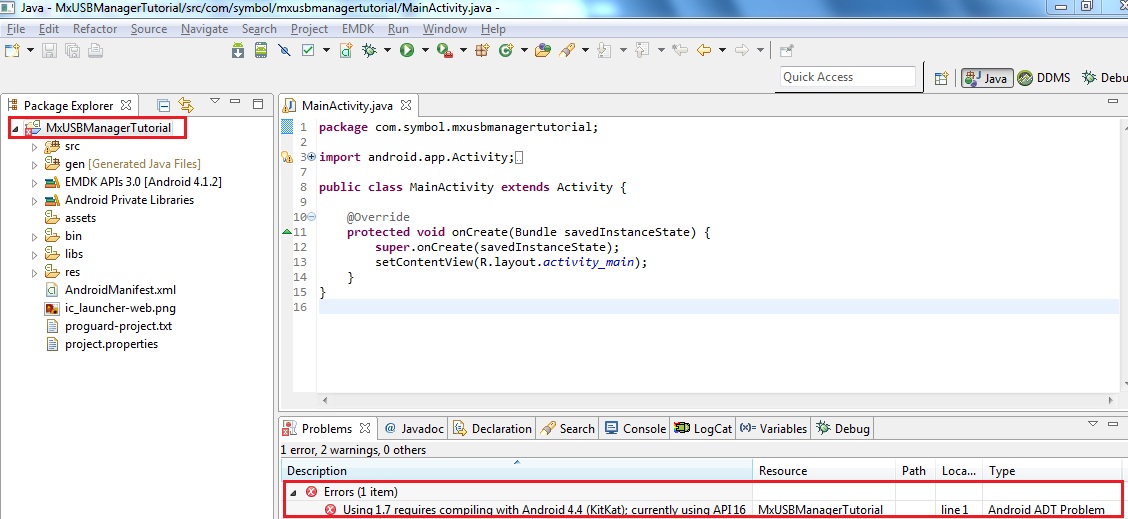 Java - MxUSBManagerTutorial/src/com/symbol/mxusbmanagertutorial/MainActivity.java -
File Edit Refactor Source Navigate Search Project EMDK Run Window Help
Quick Access
Java
DDMS
Debu
Package Explorer
MxUSBManagerTutorial
src
gen [Generated Java Files]
EMDK APIs 3.0 [Android 4.1.2]
Android Private Libraries
assets
bin
libs
res
AndroidManifest.xml
ic_launcher-web.png
proguard-project.txt
project.properties
MainActivity.java
1 package com.symbol.mxusbmanagertutorial;
2
3 import android.app.Activity;
7
8 public class MainActivity extends Activity {
9
10 @Override
11 protected void onCreate(Bundle savedInstanceState) {
12 super.onCreate(savedInstanceState);
13 setContentView(R.layout.activity_main);
14 }
15 }
16
Problems @ Javadoc Declaration Search Console LogCat (x)= Variables Debug
1 error, 2 warnings, 0 others
Description Resource Path Loca... Type
Errors (1 item)
Using 1.7 requires compiling with Android 4.4 (KitKat); currently using API 16 MxUSBManagerTutorial line 1 Android ADT Problem